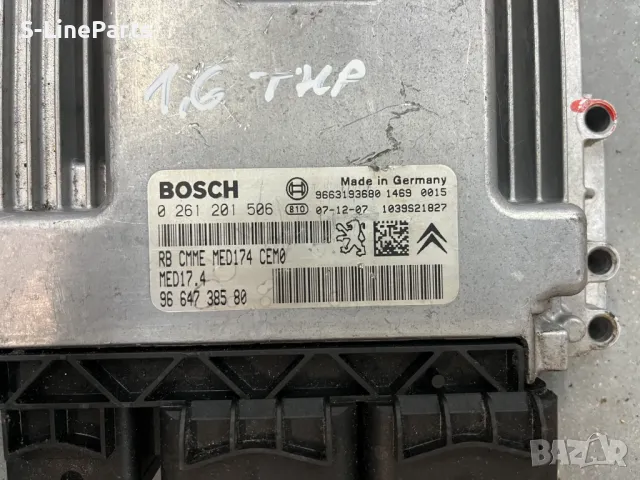 S-LineParts
1,6 THP
BOSCH
Made in Germany
9663193680 1469 0015
0 261 201 506
810
07-12-07
1039S21827
RB CMME MED174 CEM0
MED17.4
96 647 385 80
BAZAR